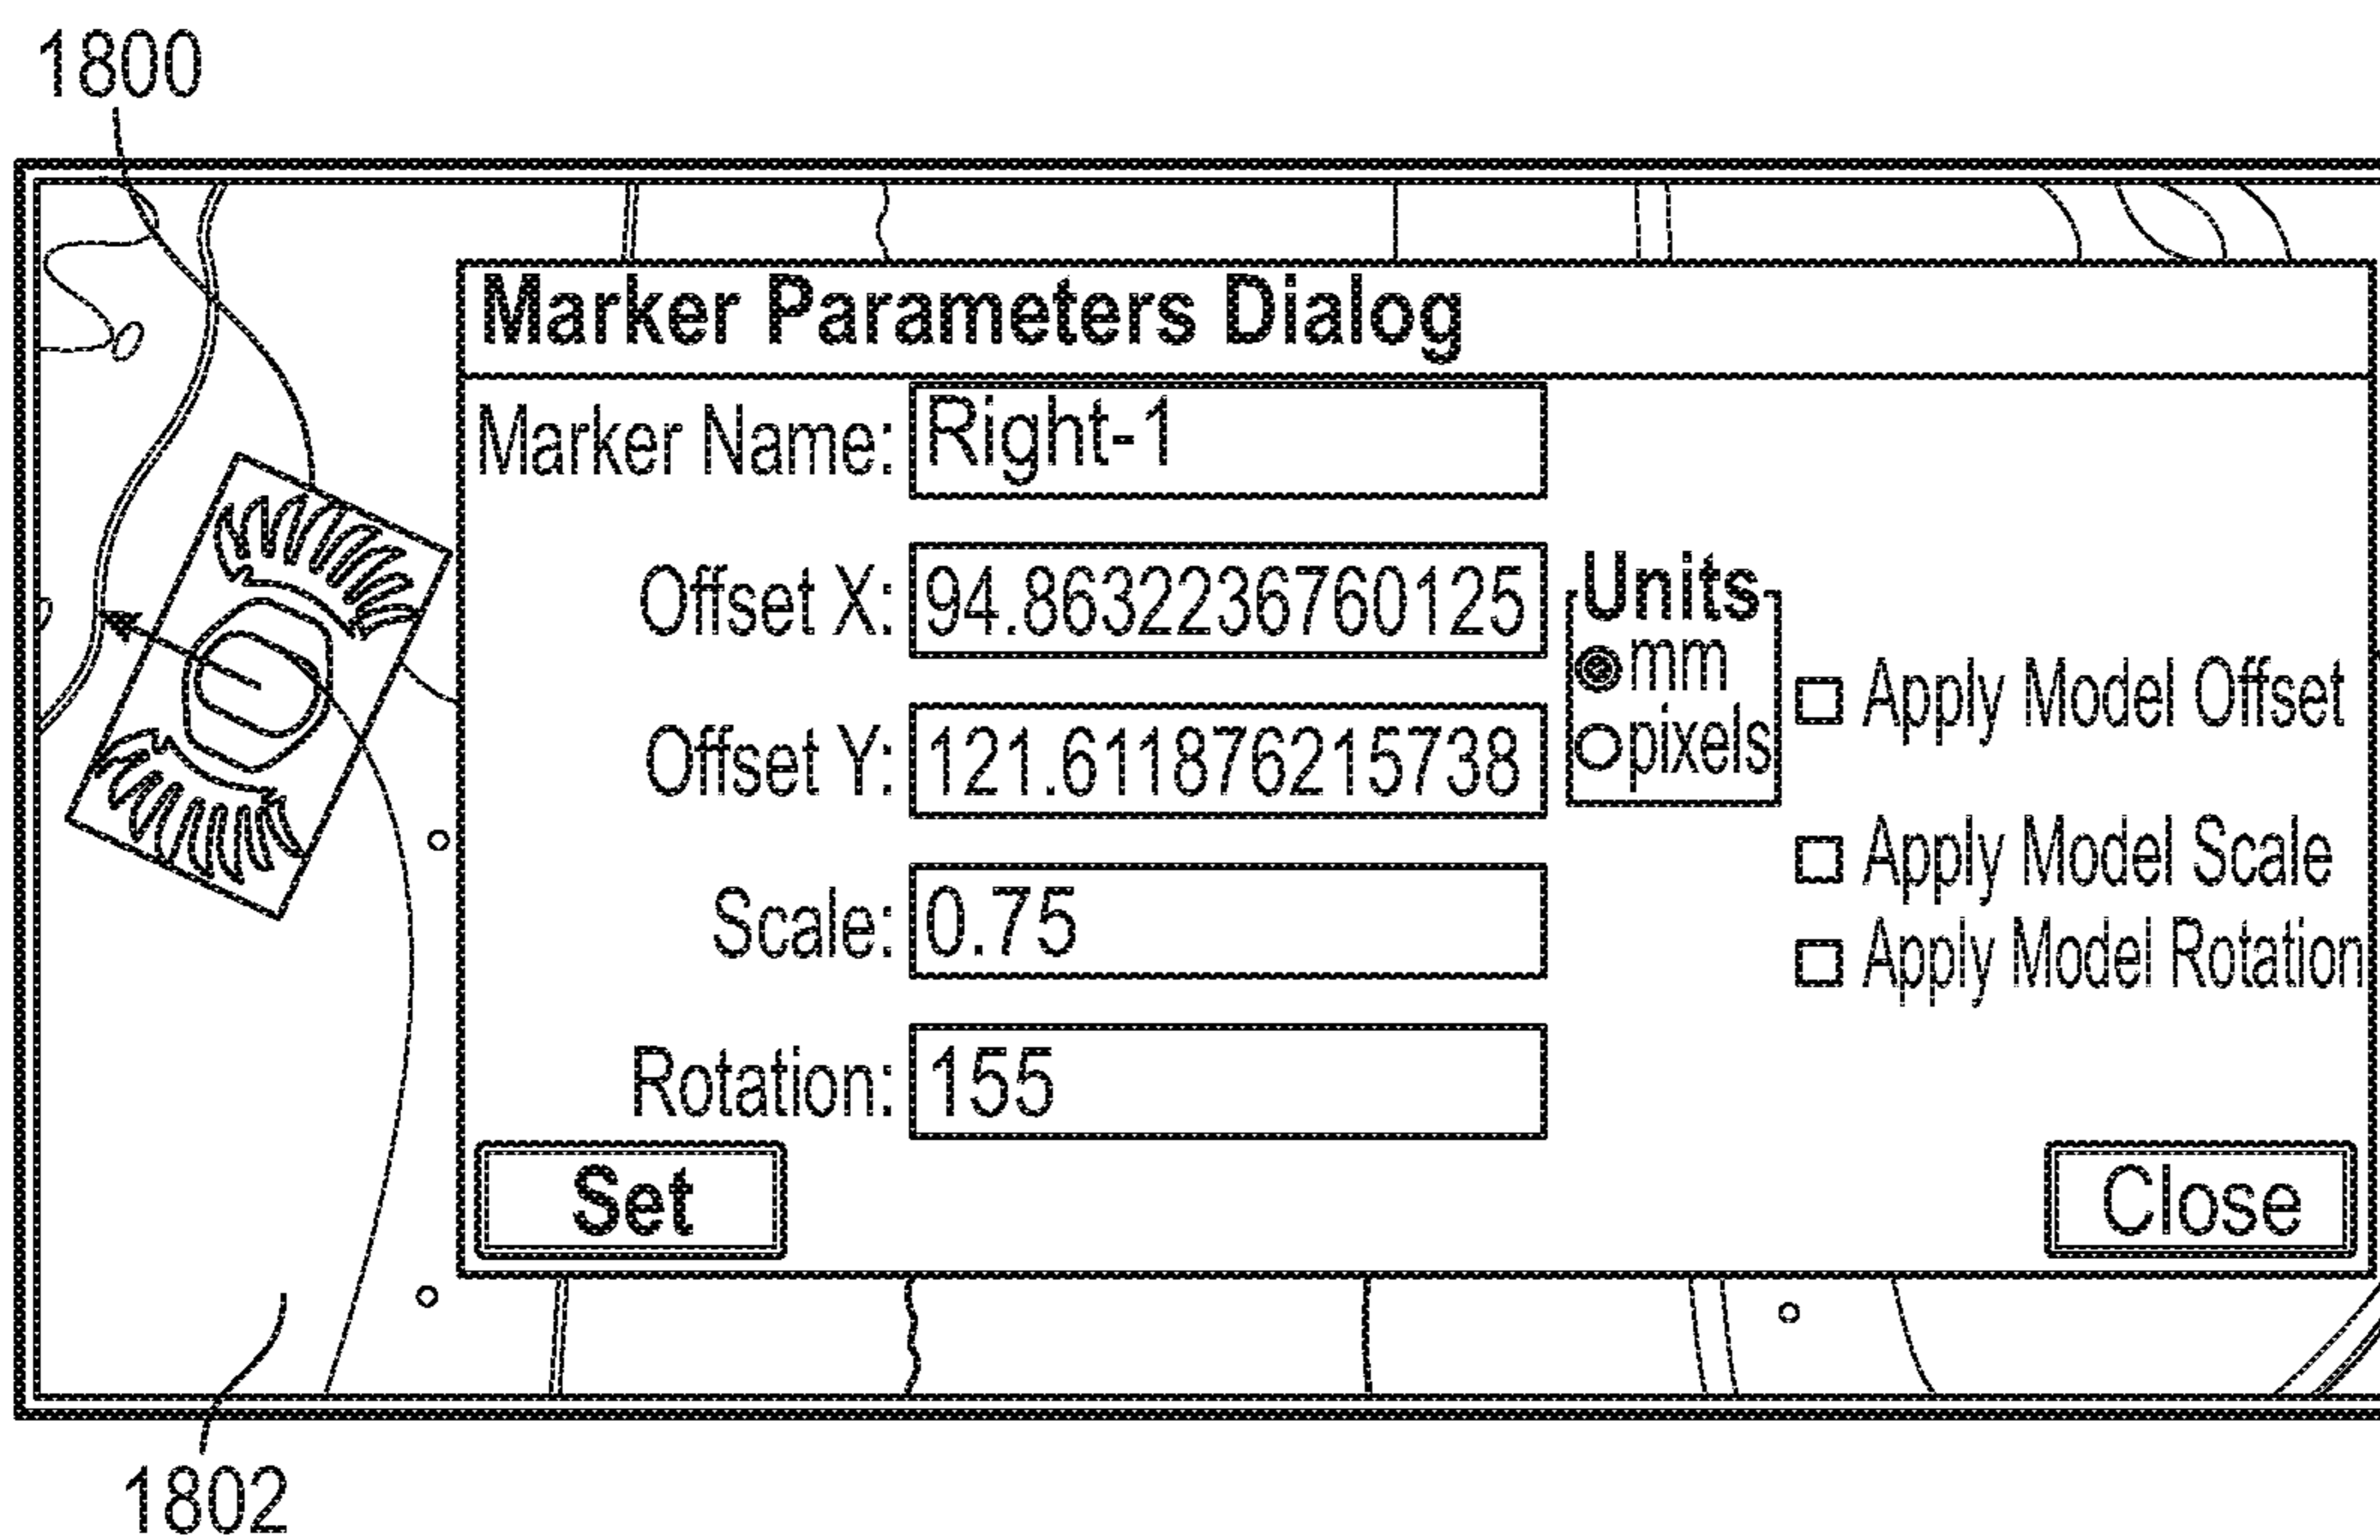 1800
Marker Parameters Dialog
Marker Name: Right-1
Offset X: 94.8632236760125
Units
mm
pixels
Offset Y: 121.611876215738
Apply Model Offset
Scale: 0.75
Apply Model Scale
Apply Model Rotation
Rotation: 155
Set
Close
1802